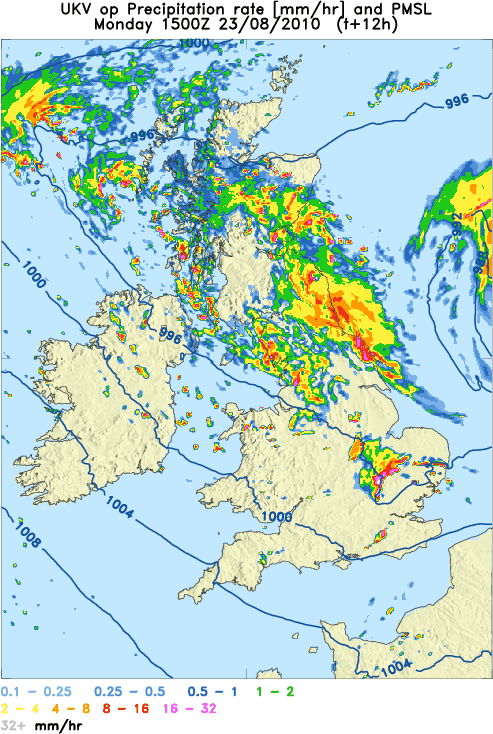 UKV op Precipitation rate [mm/hr] and PMSL
Monday 1500Z 23/08/2010 (t+12h)
1000
996
996
992
988
1000
996
1004
1000
1008
1004
0.1 - 0.25 0.25 - 0.5 0.5 - 1 1 - 2
2 - 4 4 - 8 8 - 16 16 - 32
32+ mm/hr